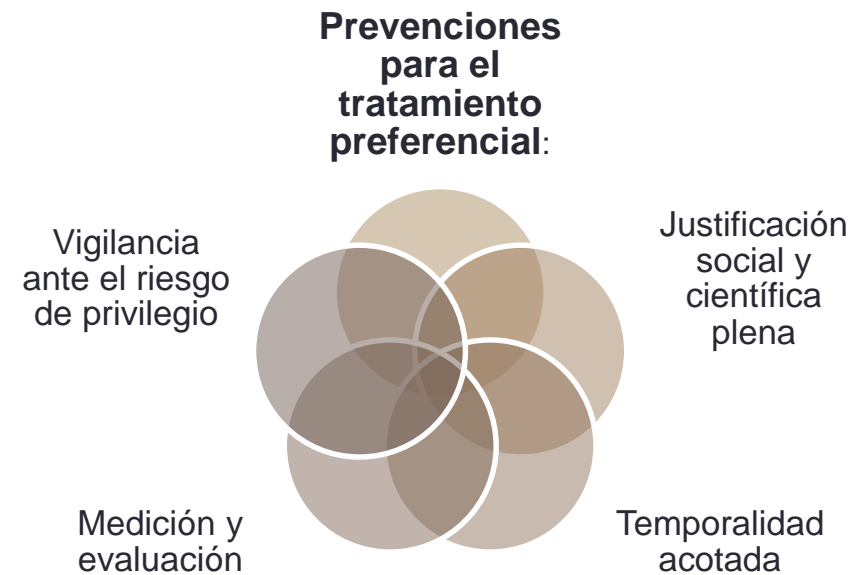 Prevenciones
para el
tratamiento
preferencial:
Justificación
social y
científica
plena
Temporalidad
acotada
Medición y
evaluación
Vigilancia
ante el riesgo
de privilegio